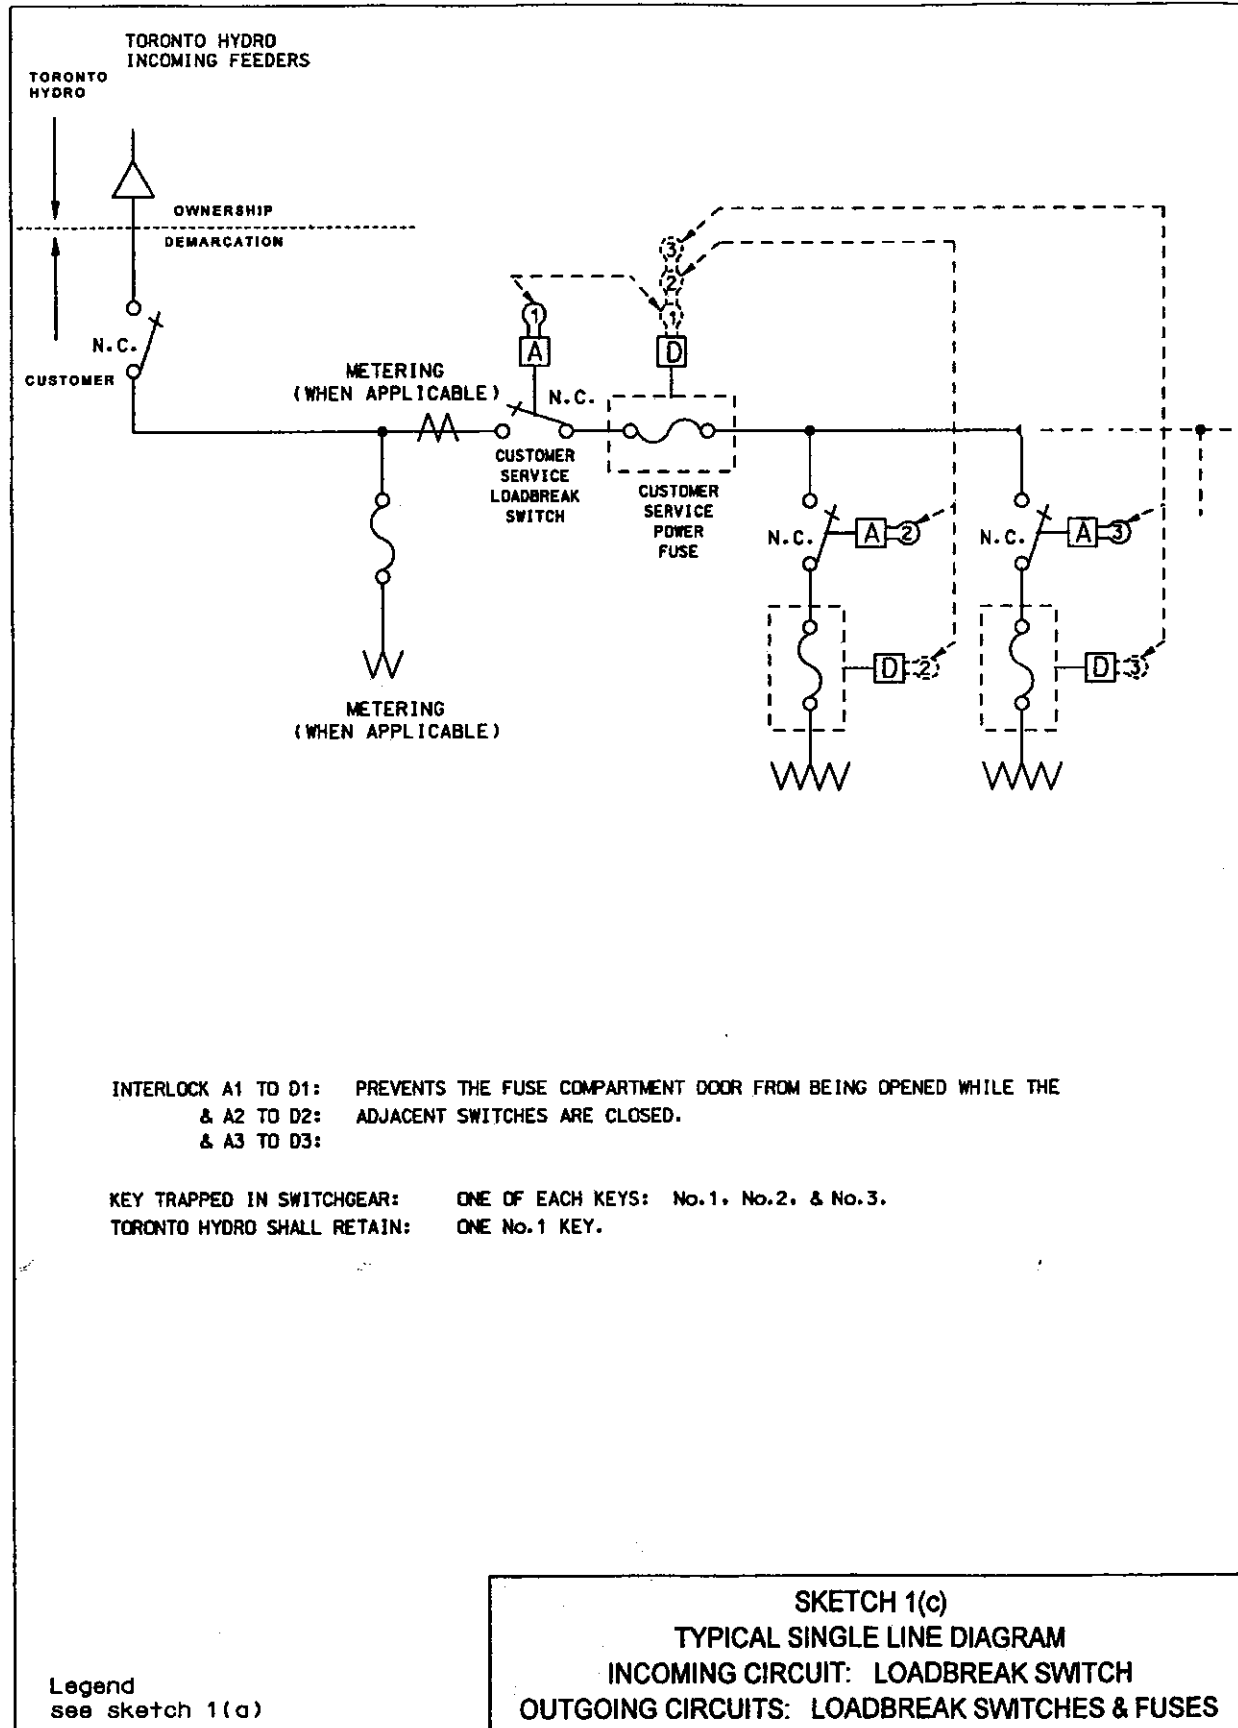 TORONTO HYDRO
INCOMING FEEDERS
TORONTO
HYDRO
OWNERSHIP
DEMARCATION
N.C.
CUSTOMER
METERING
(WHEN APPLICABLE)
1
A
N.C.
3
2
1
D
CUSTOMER
SERVICE
LOADBREAK
SWITCH
CUSTOMER
SERVICE
POWER
FUSE
N.C.
A
2
N.C.
A
3
D
2
D
3
METERING
(WHEN APPLICABLE)
INTERLOCK A1 TO D1: PREVENTS THE FUSE COMPARTMENT DOOR FROM BEING OPENED WHILE THE
& A2 TO D2: ADJACENT SWITCHES ARE CLOSED.
& A3 TO D3:
KEY TRAPPED IN SWITCHGEAR: ONE OF EACH KEYS: No.1. No.2. & No.3.
TORONTO HYDRO SHALL RETAIN: ONE No.1 KEY.
SKETCH 1(c)
TYPICAL SINGLE LINE DIAGRAM
INCOMING CIRCUIT: LOADBREAK SWITCH
OUTGOING CIRCUITS: LOADBREAK SWITCHES & FUSES
Legend
see sketch 1(a)